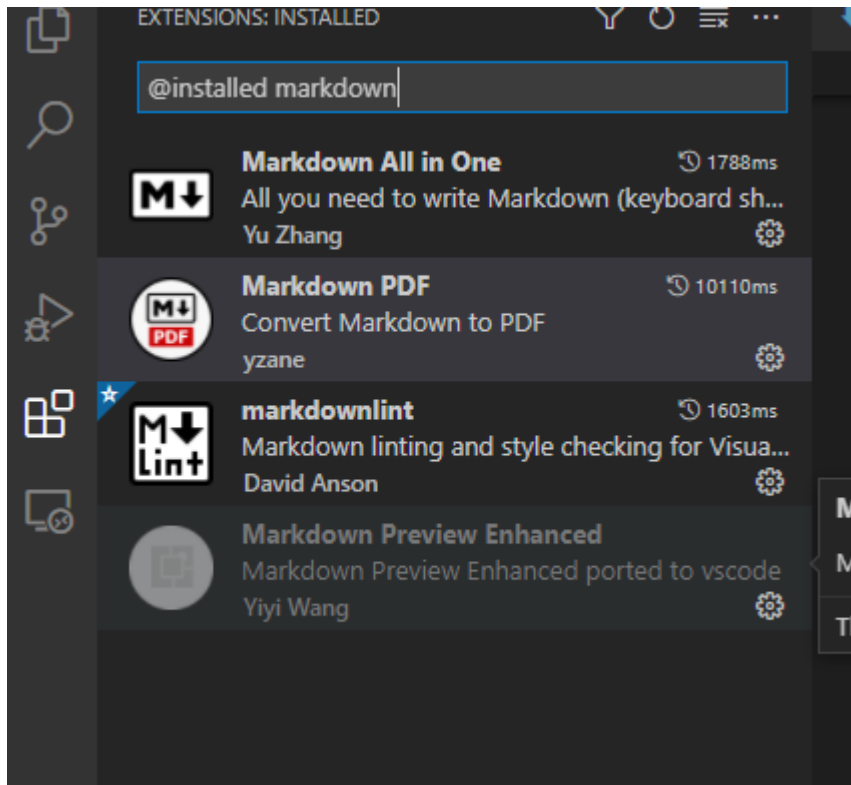 EXTENSIONS: INSTALLED
@installed markdown
Markdown All in One 1788ms
All you need to write Markdown (keyboard sh...
Yu Zhang
Markdown PDF 10110ms
Convert Markdown to PDF
yzane
markdownlint 1603ms
Markdown linting and style checking for Visua...
David Anson
Markdown Preview Enhanced
Markdown Preview Enhanced ported to vscode
Yiyi Wang
M
PDF
M
Lint
M
M
T